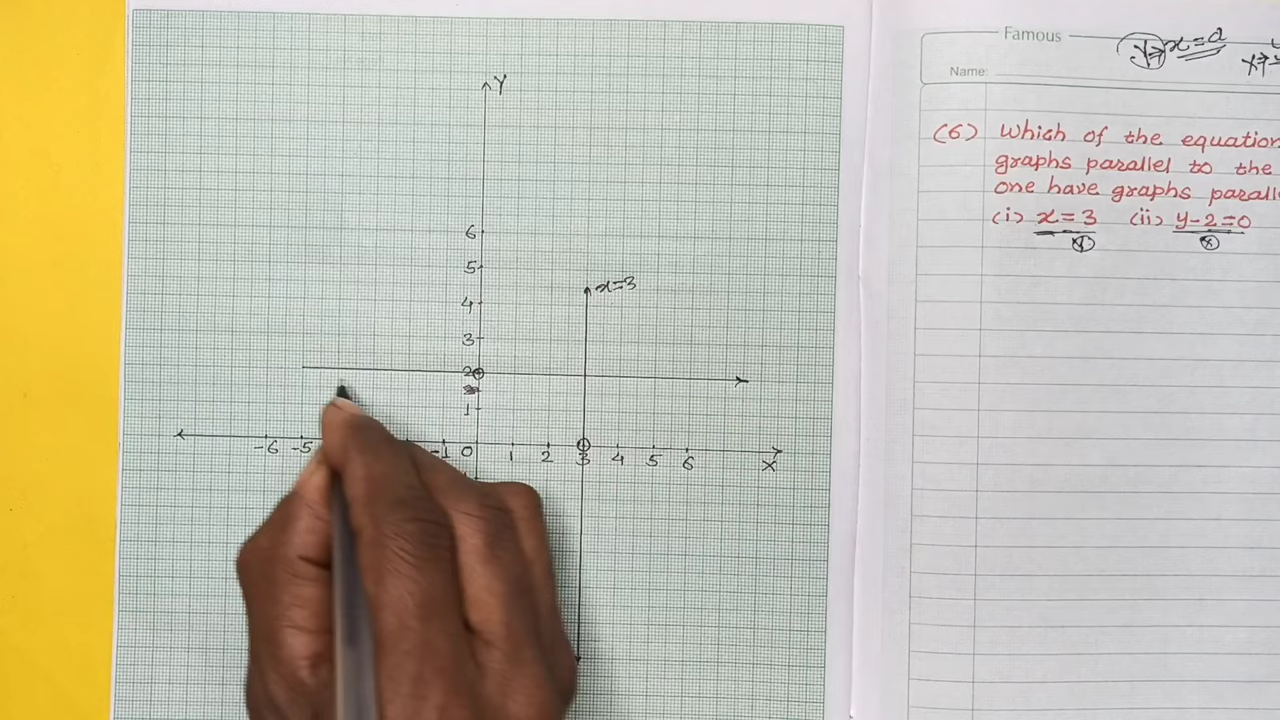 Y
6
5
4
3
2
1
x=3
-6 -5 -1 0 1 2 3 4 5 6
X
Famous
Name:
Y⇒ x=a
(6) Which of the equation
graphs parallel to the
one have graphs parall
(i) x=3 (ii) y-2=0